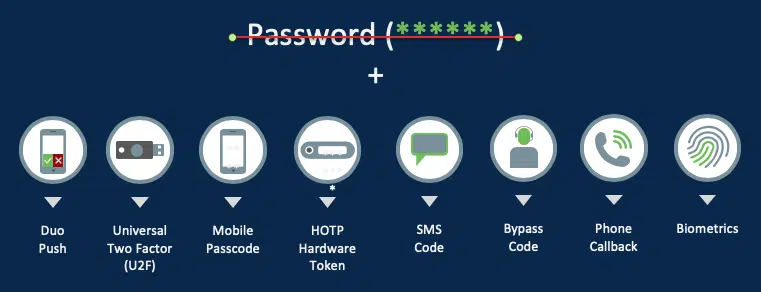 Password (******)
+
Duo
Push
Universal
Two Factor
(U2F)
Mobile
Passcode
*
HOTP
Hardware
Token
SMS
Code
Bypass
Code
Phone
Callback
Biometrics